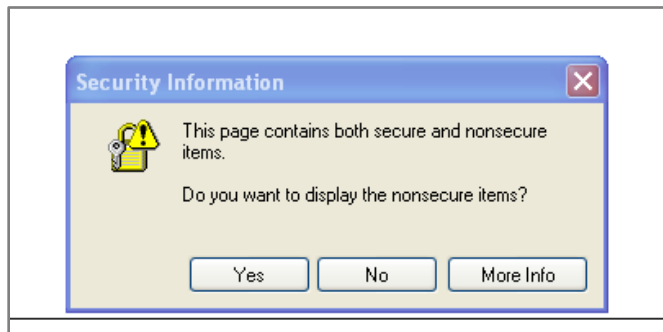 Security Information
This page contains both secure and nonsecure
items.
Do you want to display the nonsecure items?
Yes No More Info